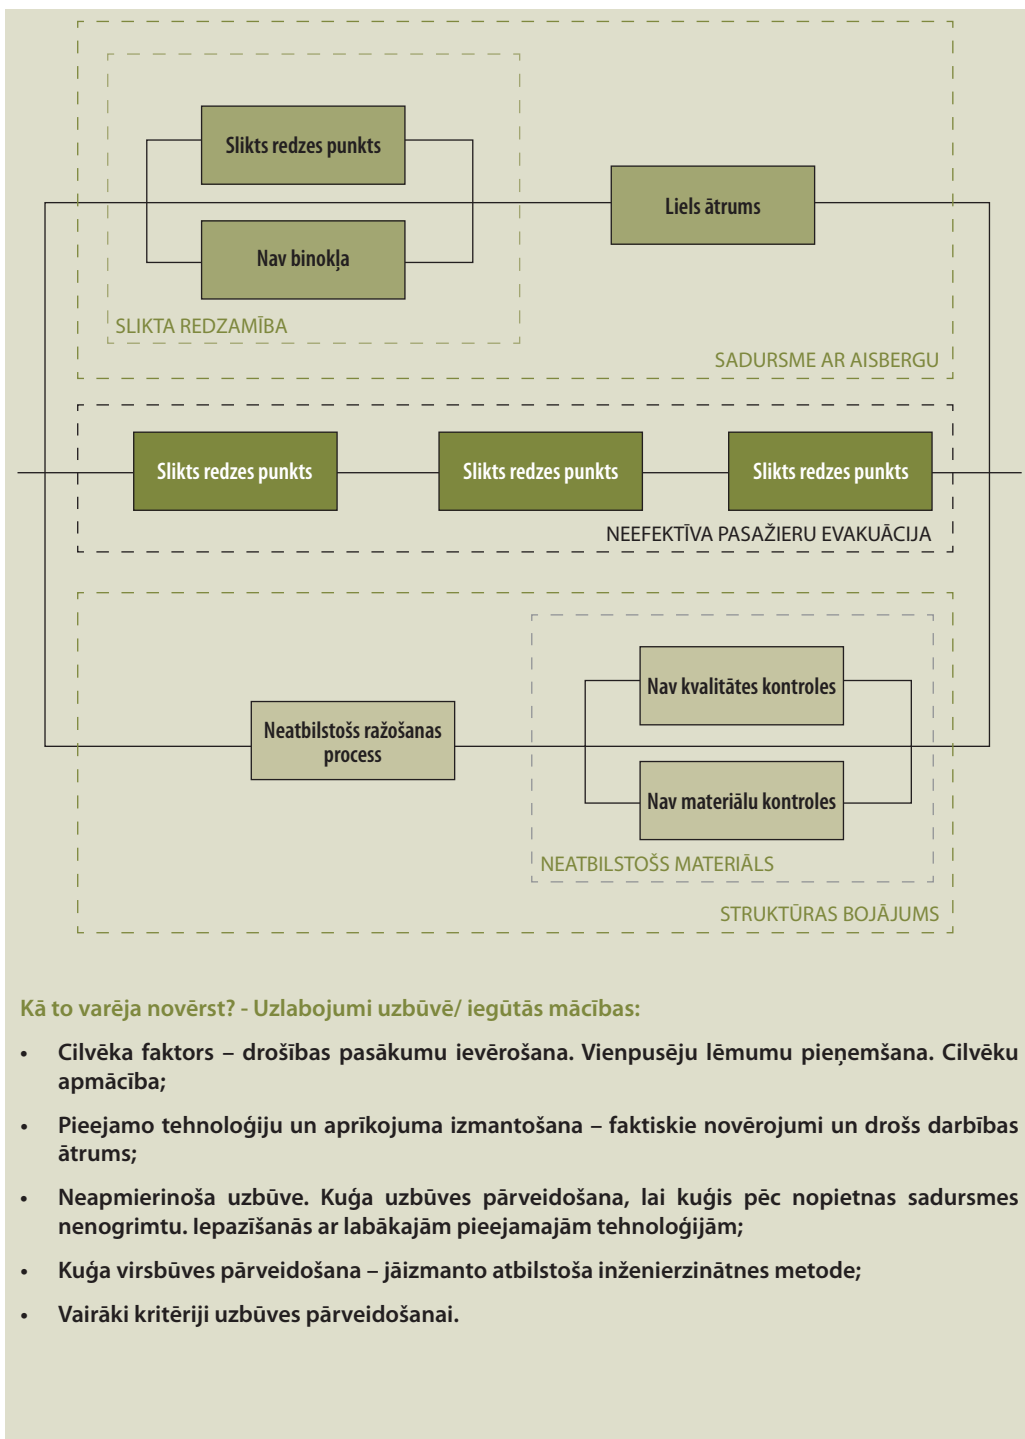 Slikts redzes punkts
Nav binokļa
Liels ātrums
SLIKTA REDZAMĪBA
SADURSME AR AISBERGU
Slikts redzes punkts
Slikts redzes punkts
Slikts redzes punkts
NEEFEKTĪVA PASAŽIERU EVAKUĀCIJA
Neatbilstošs ražošanas
process
Nav kvalitātes kontroles
Nav materiālu kontroles
NEATBILSTOŠS MATERIĀLS
STRUKTŪRAS BOJĀJUMS
Kā to varēja novērst? - Uzlabojumi uzbūvē/ iegūtās mācības:
• Cilvēka faktors – drošības pasākumu ievērošana. Vienpusēju lēmumu pieņemšana. Cilvēku
apmācība;
• Pieejamo tehnoloģiju un aprīkojuma izmantošana – faktiskie novērojumi un drošs darbības
ātrums;
• Neapmierinoša uzbūve. Kuģa uzbūves pārveidošana, lai kuģis pēc nopietnas sadursmes
nenogrimtu. Iepazīšanās ar labākajām pieejamajām tehnoloģijām;
• Kuģa virsbūves pārveidošana – jāizmanto atbilstoša inženierzinātnes metode;
• Vairāki kritēriji uzbūves pārveidošanai.